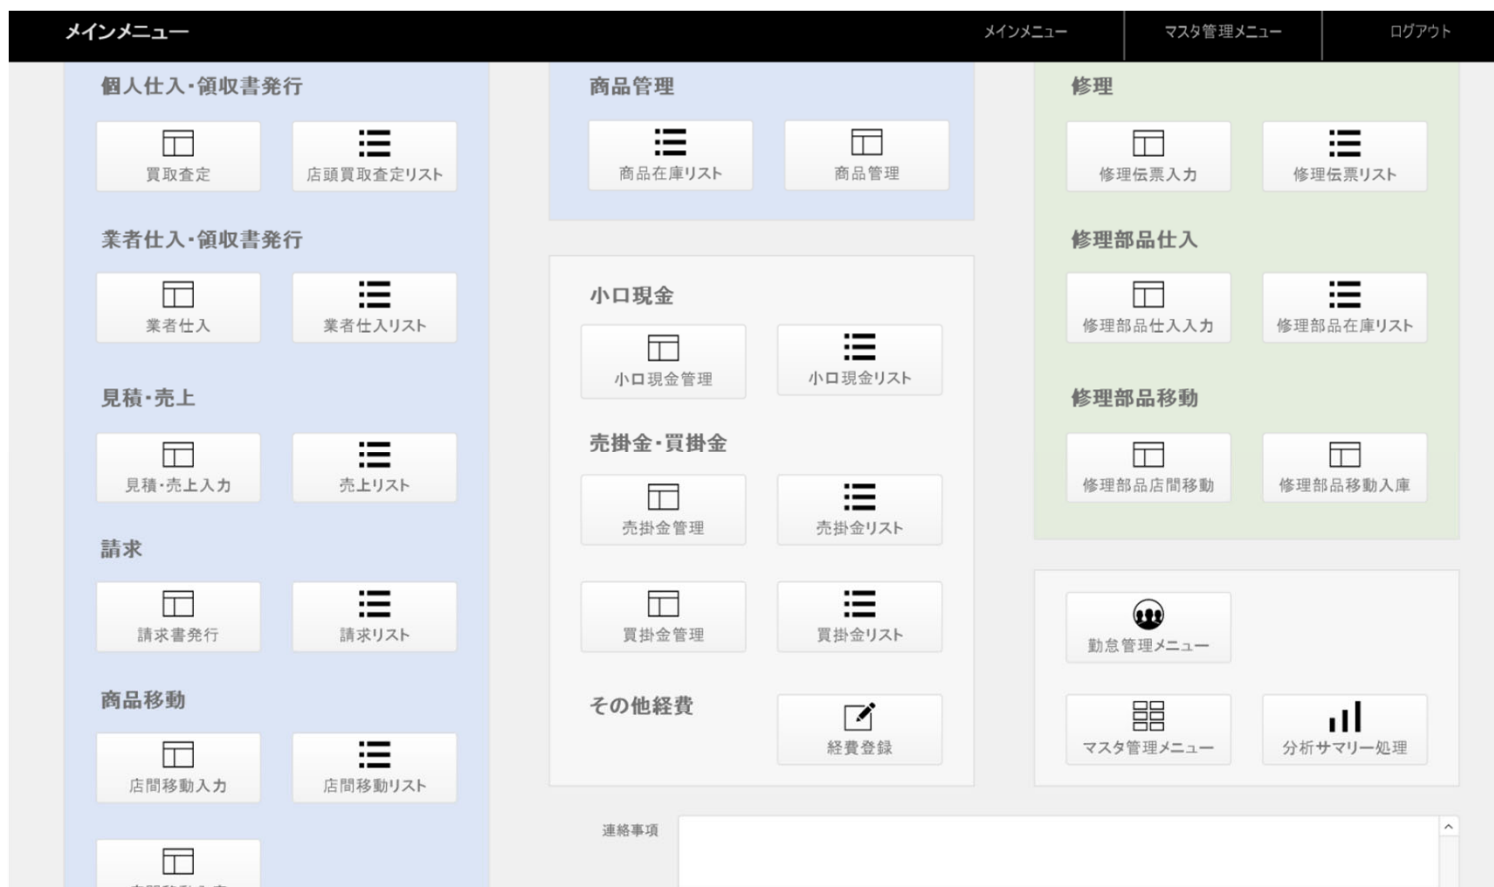 メインメニュー
メインメニュー
マスタ管理メニュー
ログアウト
個人仕入・領収書発行
買取査定
店頭買取査定リスト
業者仕入・領収書発行
業者仕入
業者仕入リスト
見積・売上
見積・売上入力
売上リスト
請求
請求書発行
請求リスト
商品移動
店間移動入力
店間移動リスト
商品管理
商品在庫リスト
商品管理
小口現金
小口現金管理
小口現金リスト
売掛金・買掛金
売掛金管理
売掛金リスト
買掛金管理
買掛金リスト
その他経費
経費登録
修理
修理伝票入力
修理伝票リスト
修理部品仕入
修理部品仕入入力
修理部品在庫リスト
修理部品移動
修理部品店間移動
修理部品移動入庫
勤怠管理メニュー
マスタ管理メニュー
分析サマリー処理
連絡事項